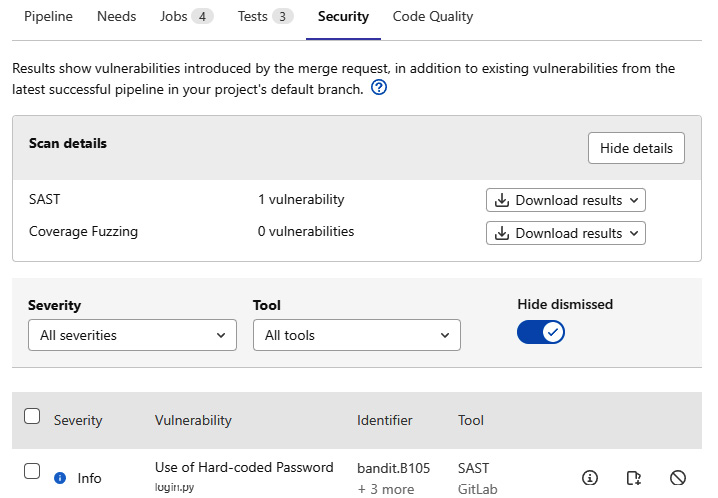 Pipeline Needs Jobs 4 Tests 3 Security Code Quality
Results show vulnerabilities introduced by the merge request, in addition to existing vulnerabilities from the
latest successful pipeline in your project's default branch. ?
Scan details Hide details
SAST 1 vulnerability Download results
Coverage Fuzzing 0 vulnerabilities Download results
Severity Tool Hide dismissed
All severities All tools
Severity Vulnerability Identifier Tool
Info Use of Hard-coded Password bandit.B105 SAST
login.py + 3 more GitLab